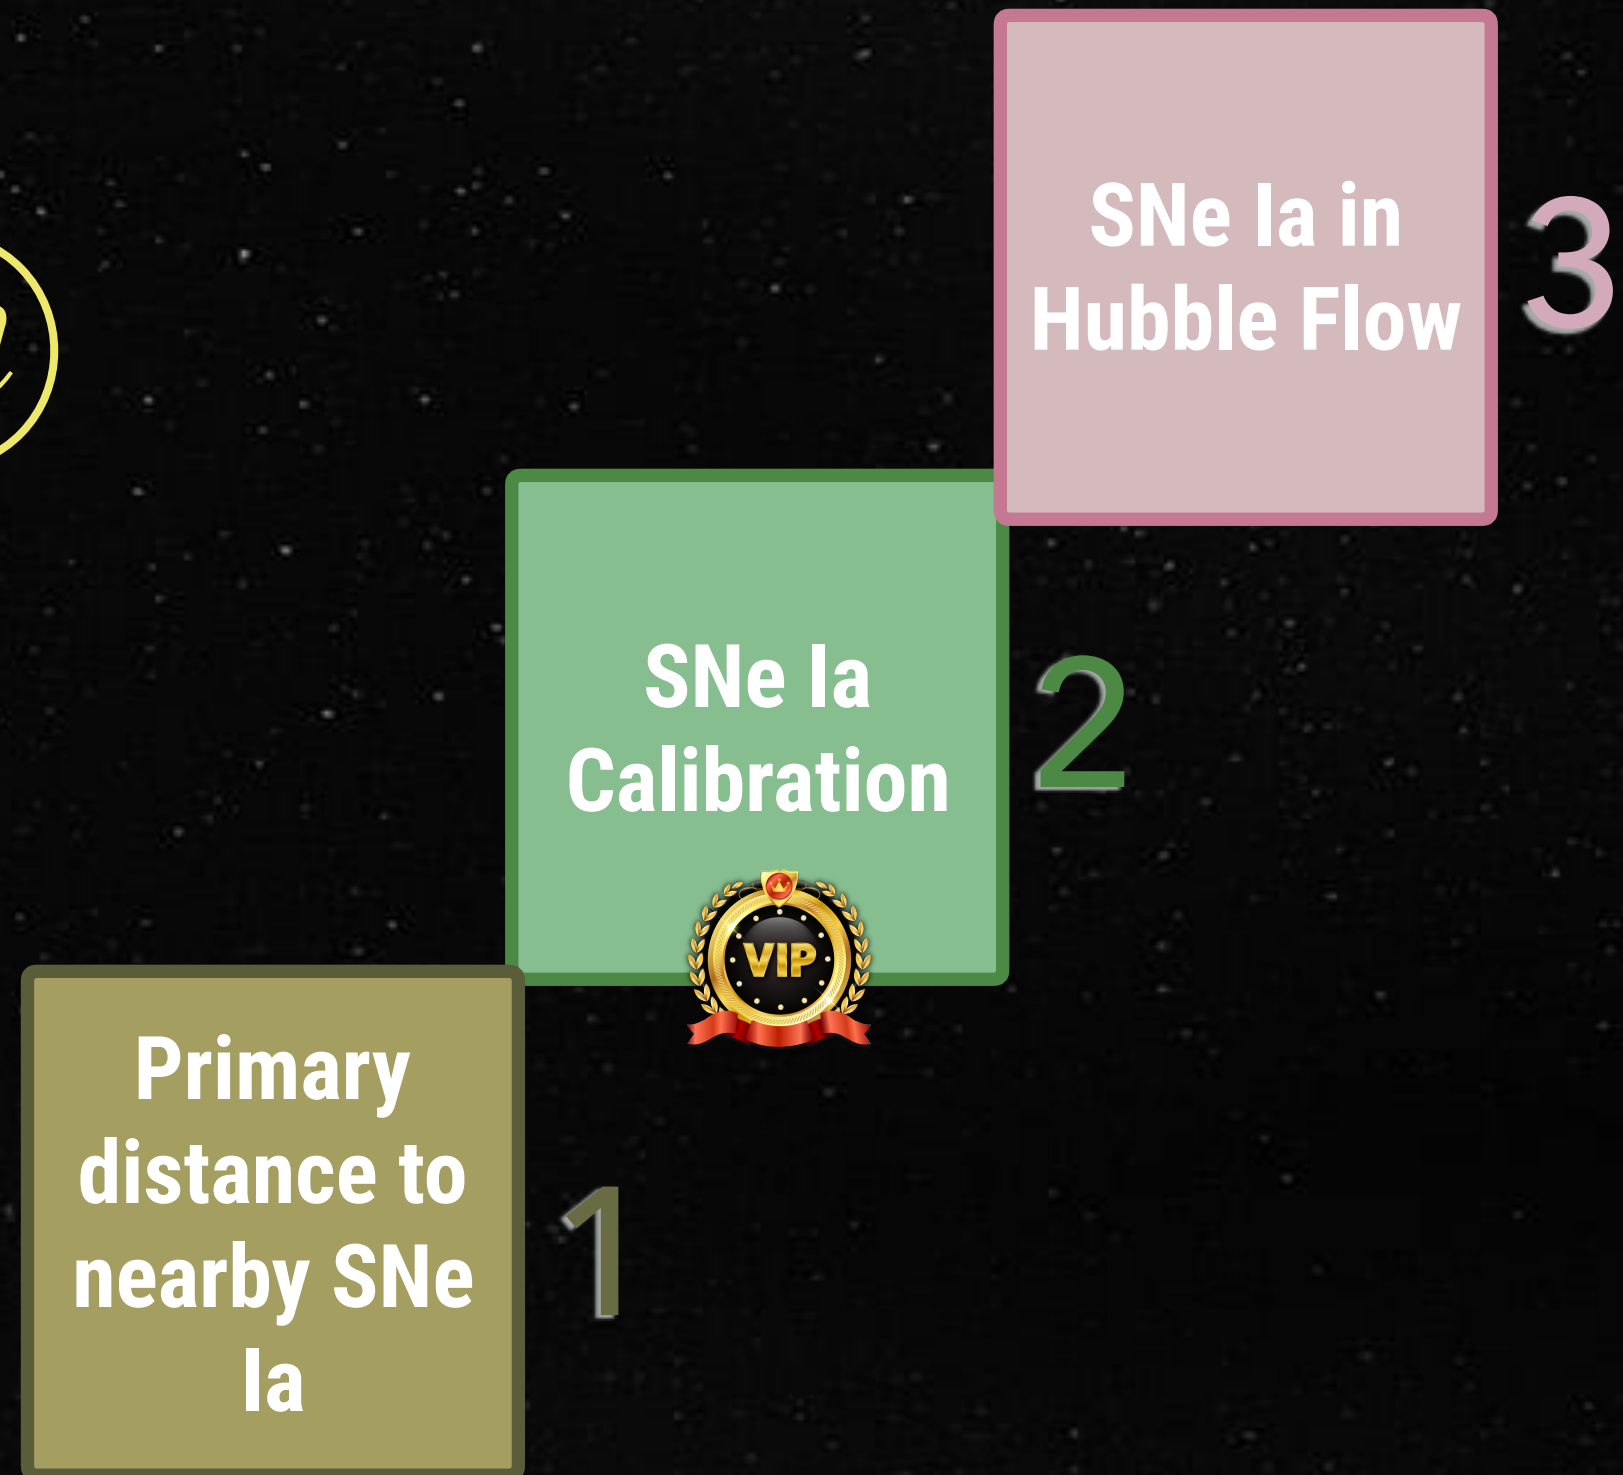 SNe Ia in
Hubble Flow
3
SNe Ia
Calibration
2
VIP
Primary
distance to
nearby SNe
Ia
1